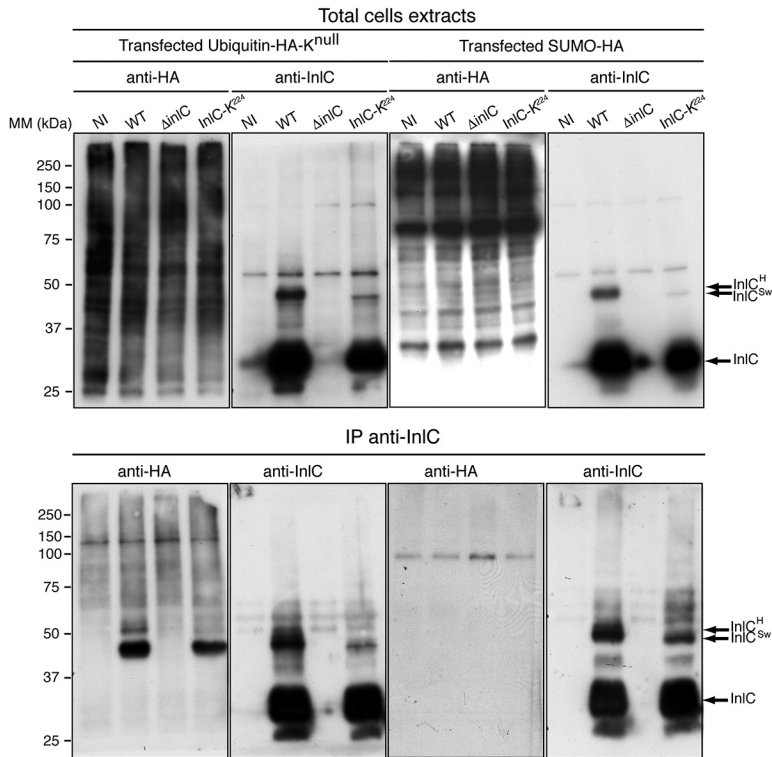 Total cells extracts
Transfected Ubiquitin-HA-K^null Transfected SUMO-HA
anti-HA anti-InlC anti-HA anti-InlC
MM (kDa) NI WT ΔinlC InlC-K^224 NI WT ΔinlC InlC-K^224 NI WT ΔinlC InlC-K^224 NI WT ΔinlC InlC-K^224
250
150
100
75
50
InlC^H
InlC^Sw
37
InlC
25
IP anti-InlC
anti-HA anti-InlC anti-HA anti-InlC
250
150
100
75
50
InlC^H
InlC^Sw
37
InlC
25